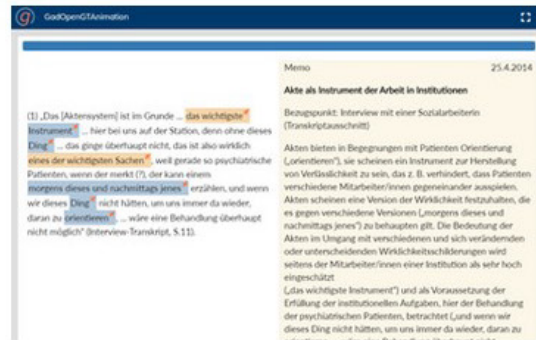 GadOpenGTAnimation
(1) „Das [Aktensystem] ist im Grunde ... das wichtigste
Instrument" ... hier bei uns auf der Station, denn ohne dieses
Ding" ... das ginge überhaupt nicht, das ist also wirklich
eines der wichtigsten Sachen", weil gerade so psychiatrische
Patienten, wenn der merkt (?), der kann einem
morgens dieses und nachmittags jenes" erzählen, und wenn
wir dieses Ding" nicht hätten, um uns immer da wieder,
daran zu orientieren", ... wäre eine Behandlung überhaupt
nicht möglich" (Interview-Transkript, S.11).
Memo 25.4.2014
Akte als Instrument der Arbeit in Institutionen
Bezugspunkt: Interview mit einer Sozialarbeiterin
(Transkriptausschnitt)
Akten bieten in Begegnungen mit Patienten Orientierung
(„orientieren"), sie scheinen ein Instrument zur Herstellung
von Verlässlichkeit zu sein, das z. B. verhindert, dass Patienten
verschiedene Mitarbeiter/innen gegeneinander ausspielen.
Akten scheinen eine Version der Wirklichkeit festzuhalten, die
es gegen verschiedene Versionen („morgens dieses und
nachmittags jenes") zu behaupten gilt. Die Bedeutung der
Akten im Umgang mit verschiedenen und sich verändernden
oder unterscheidenden Wirklichkeitsschilderungen wird
seitens der Mitarbeiter/innen einer Institution als sehr hoch
eingeschätzt
(„das wichtigste Instrument") und als Voraussetzung der
Erfüllung der institutionellen Aufgaben, hier der Behandlung
der psychiatrischen Patienten, betrachtet („und wenn wir
dieses Ding nicht hätten, um uns immer da wieder, daran zu